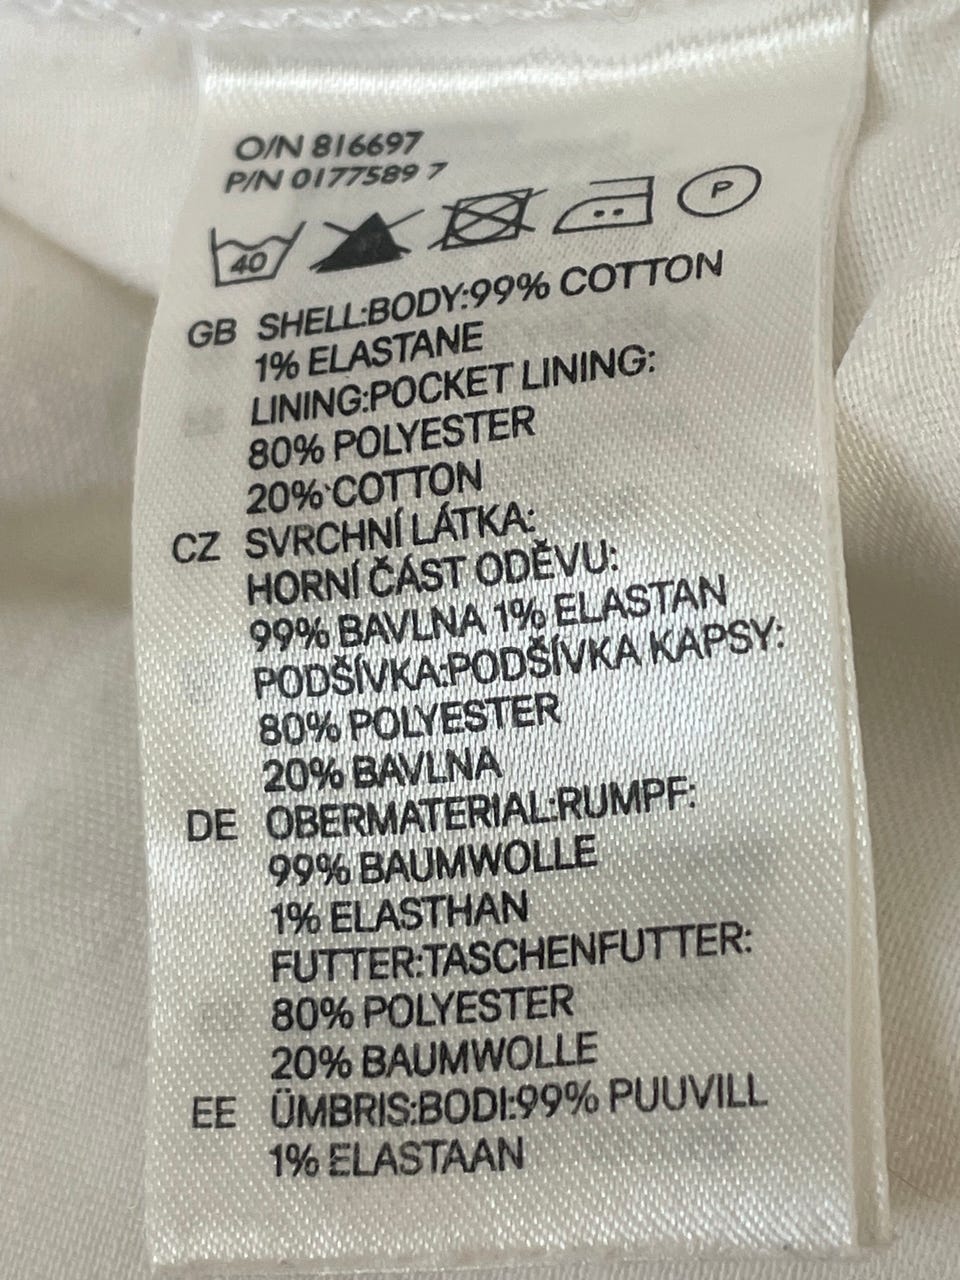 O/N 816697
P/N 0177589 7
40 P
GB SHELL:BODY:99% COTTON
1% ELASTANE
LINING:POCKET LINING:
80% POLYESTER
20% COTTON
CZ SVRCHNÍ LÁTKA:
HORNÍ ČÁST ODĚVU:
99% BAVLNA 1% ELASTAN
PODŠÍVKA:PODŠÍVKA KAPSY:
80% POLYESTER
20% BAVLNA
DE OBERMATERIAL:RUMPF:
99% BAUMWOLLE
1% ELASTHAN
FUTTER:TASCHENFUTTER:
80% POLYESTER
20% BAUMWOLLE
EE ÜMBRIS:BODI:99% PUUVILL
1% ELASTAAN